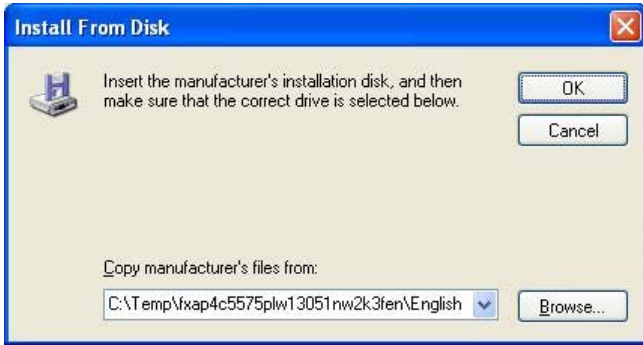 Install From Disk
Insert the manufacturer's installation disk, and then
make sure that the correct drive is selected below.
OK
Cancel
Copy manufacturer's files from:
C:\Temp\fxap4c5575plw13051nw2k3fen\English
Browse...